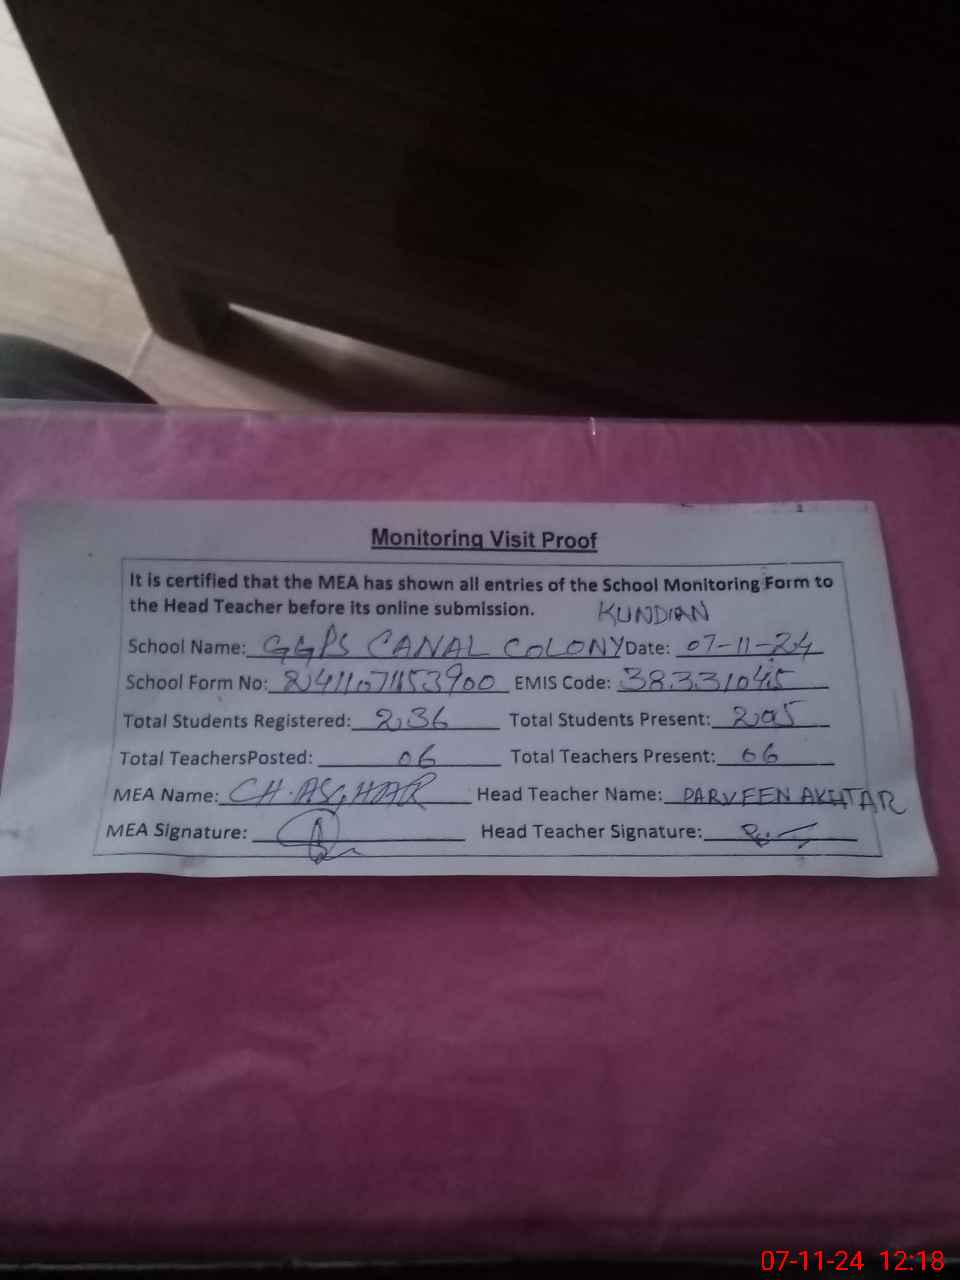 Monitoring Visit Proof
It is certified that the MEA has shown all entries of the School Monitoring Form to
the Head Teacher before its online submission.
KUNDIAN
School Name: GGPS CANAL COLONY Date: 07-11-24
School Form No: 2411071153900 EMIS Code: 38331045
Total Students Registered: 236 Total Students Present: 205
Total TeachersPosted: 06 Total Teachers Present: 06
MEA Name: CH. ASGHAR Head Teacher Name: PARVEEN AKHTAR
MEA Signature: Head Teacher Signature:
07-11-24 12:18